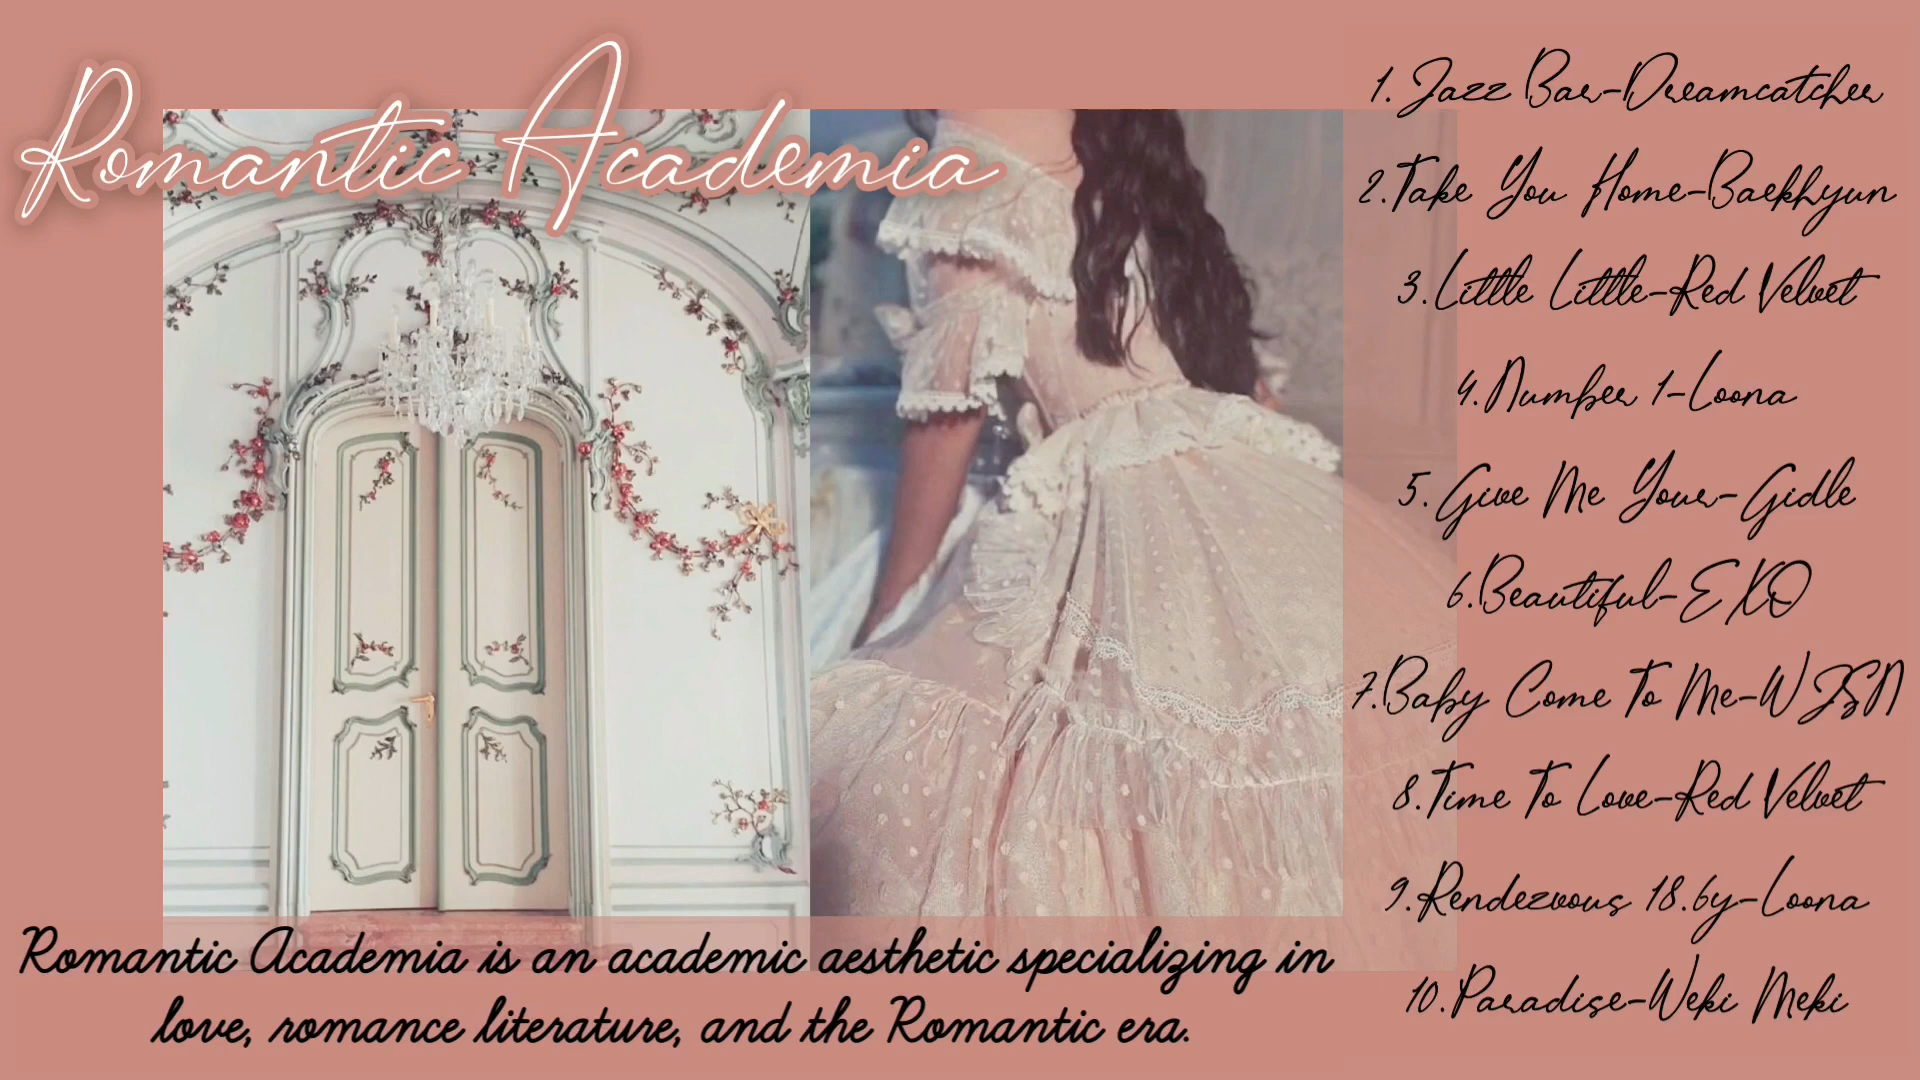 Romantic Academia
1. Jazz Bar-Dreamcatcher
2.Take You Home-Baekhyun
3.Little Little-Red Velvet
4.Number 1-Loona
5. Give Me Your-Gidle
6.Beautiful-EXO
7.Baby Come To Me-WJSN
8.Time To Love-Red Velvet
9.Rendezvous 18.6y-Loona
10.Paradise-Weki Meki
Romantic Academia is an academic aesthetic specializing in
love, romance literature, and the Romantic era.